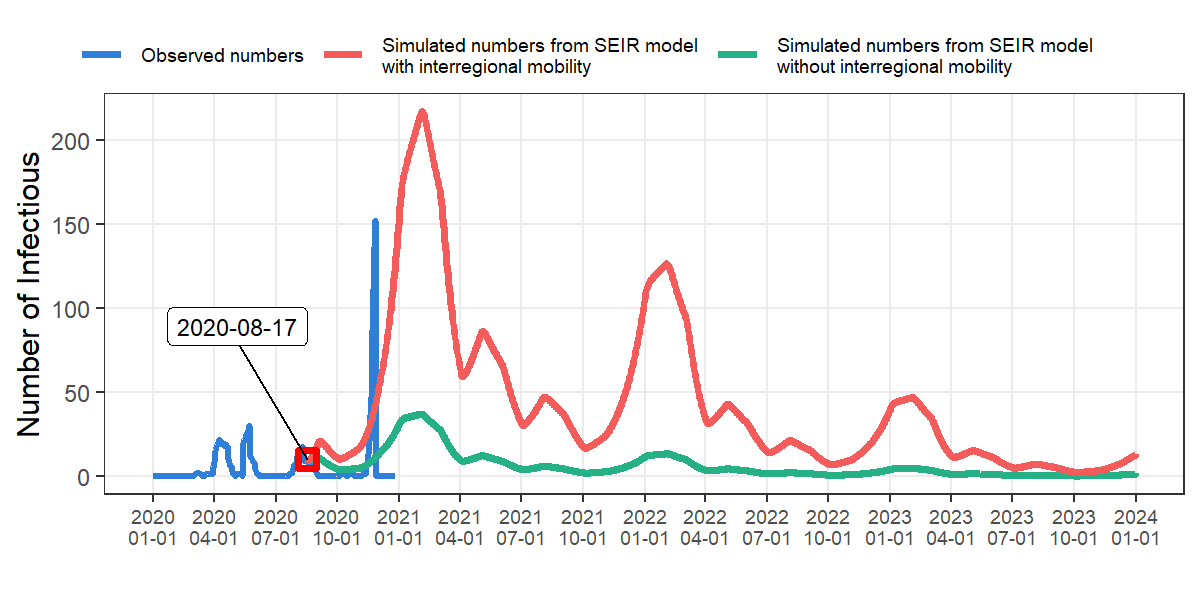 Observed numbers
Simulated numbers from SEIR model
with interregional mobility
Simulated numbers from SEIR model
without interregional mobility
Number of Infectious
200
150
100
50
0
2020-08-17
2020 2020 2020 2020 2021 2021 2021 2021 2022 2022 2022 2022 2023 2023 2023 2023 2024
01-01 04-01 07-01 10-01 01-01 04-01 07-01 10-01 01-01 04-01 07-01 10-01 01-01 04-01 07-01 10-01 01-01